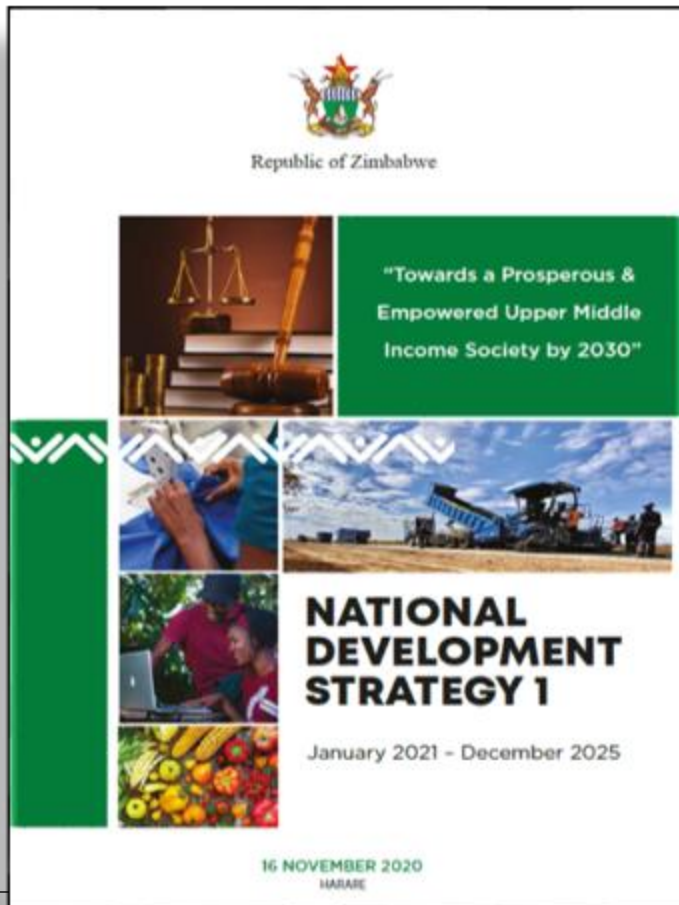 Republic of Zimbabwe
"Towards a Prosperous &
Empowered Upper Middle
Income Society by 2030"
NATIONAL
DEVELOPMENT
STRATEGY 1
January 2021 – December 2025
16 NOVEMBER 2020
HARARE